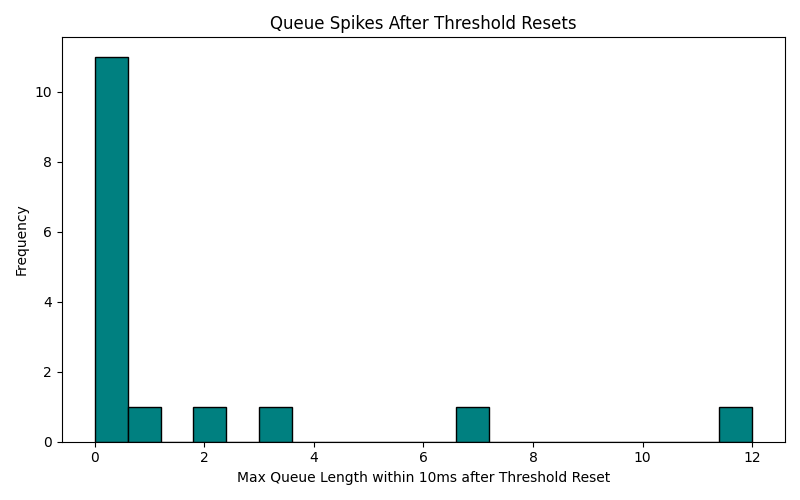 Queue Spikes After Threshold Resets
10
8
6
4
2
0
Frequency
0 2 4 6 8 10 12
Max Queue Length within 10ms after Threshold Reset